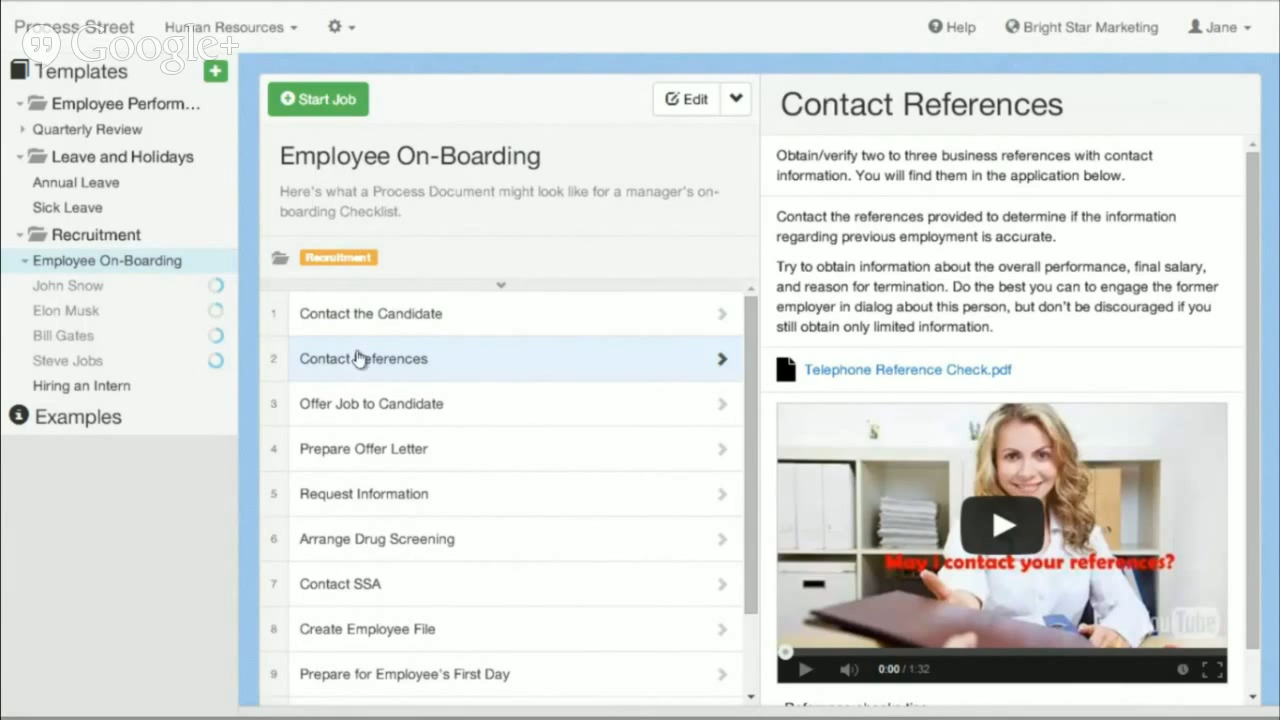 Process Street
Human Resources
Help
Bright Star Marketing
Jane
Google+
Templates
Employee Perform...
Quarterly Review
Leave and Holidays
Annual Leave
Sick Leave
Recruitment
Employee On-Boarding
John Snow
Elon Musk
Bill Gates
Steve Jobs
Hiring an Intern
Examples
Start Job
Edit
Employee On-Boarding
Here's what a Process Document might look like for a manager's on-
boarding Checklist.
Recruitment
1 Contact the Candidate
2 Contact References
3 Offer Job to Candidate
4 Prepare Offer Letter
5 Request Information
6 Arrange Drug Screening
7 Contact SSA
8 Create Employee File
9 Prepare for Employee's First Day
Contact References
Obtain/verify two to three business references with contact
information. You will find them in the application below.
Contact the references provided to determine if the information
regarding previous employment is accurate.
Try to obtain information about the overall performance, final salary,
and reason for termination. Do the best you can to engage the former
employer in dialog about this person, but don't be discouraged if you
still obtain only limited information.
Telephone Reference Check.pdf
May I contact your references?
YouTube
0:00 / 1:32